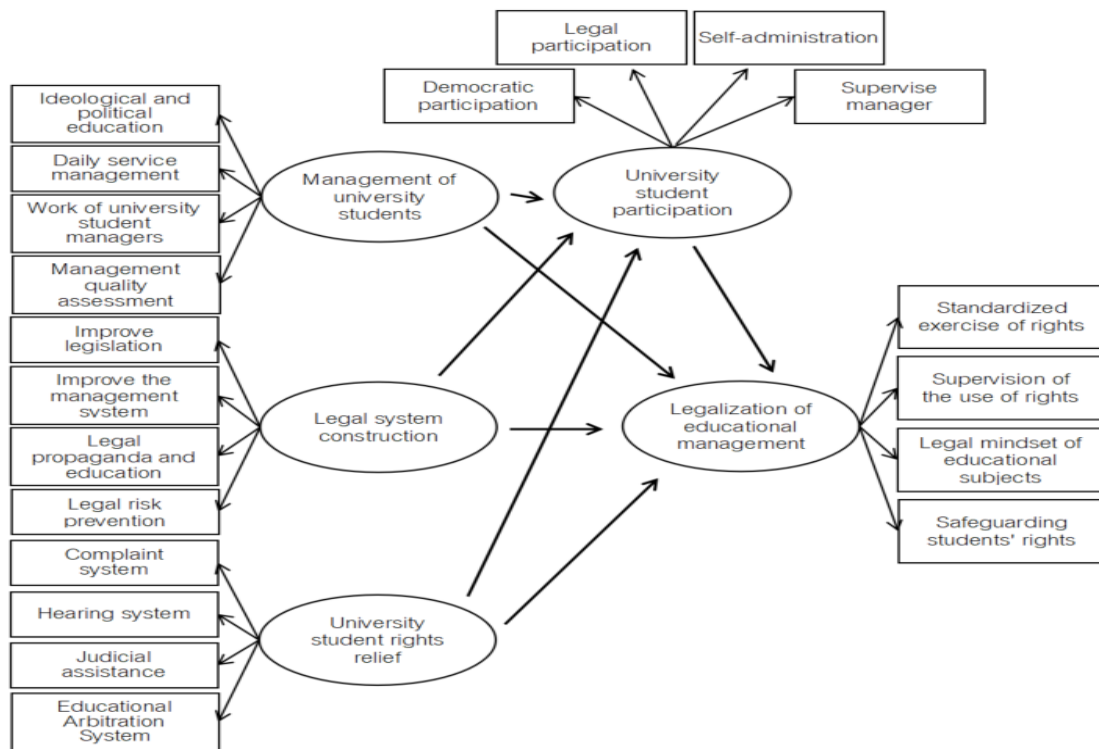 Legal
participation
Self-administration
Democratic
participation
Supervise
manager
Ideological and
political
education
Daily service
management
Work of university
student
managers
Management
quality
assessment
Management of
university
students
University
student
participation
Improve
legislation
Improve the
management
system
Legal
propaganda and
education
Legal risk
prevention
Legal system
construction
Legalization of
educational
management
Standardized
exercise of rights
Supervision of
the use of rights
Legal mindset of
educational
subjects
Safeguarding
students' rights
Complaint
system
Hearing system
Judicial
assistance
Educational
Arbitration
System
University
student rights
relief